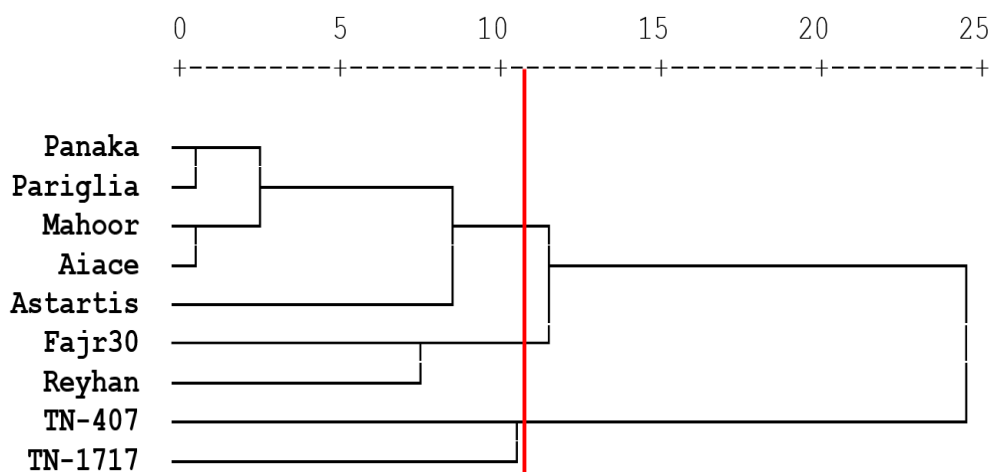 0 5 10 15 20 25
+---------+---------+---------+---------+---------+
Panaka
Pariglia
Mahoor
Aiace
Astartis
Fajr30
Reyhan
TN-407
TN-1717